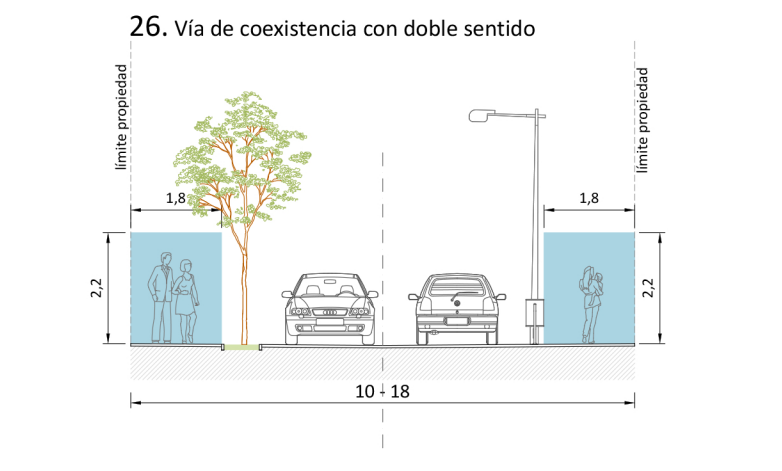 26. Vía de coexistencia con doble sentido
límite propiedad
límite propiedad
1,8
1,8
2,2
2,2
10 - 18